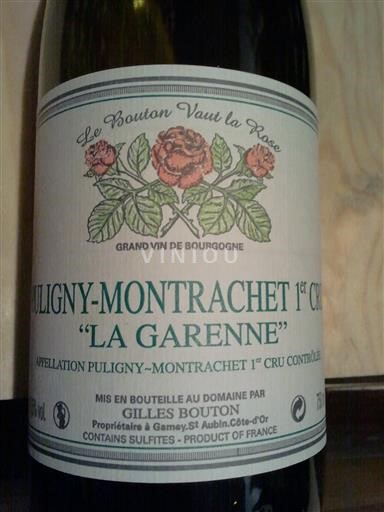 Le Bouton Vaut la Rose
GRAND VIN DE BOURGOGNE
VINIOU
PULIGNY-MONTRACHET 1er CRU
“LA GARENNE”
APPELLATION PULIGNY~MONTRACHET 1er CRU CONTRÔLÉE
MIS EN BOUTEILLE AU DOMAINE PAR
GILLES BOUTON
% vol.
Propriétaire à Gamey.St Aubin.Côte-d'Or
CONTAINS SULFITES - PRODUCT OF FRANCE